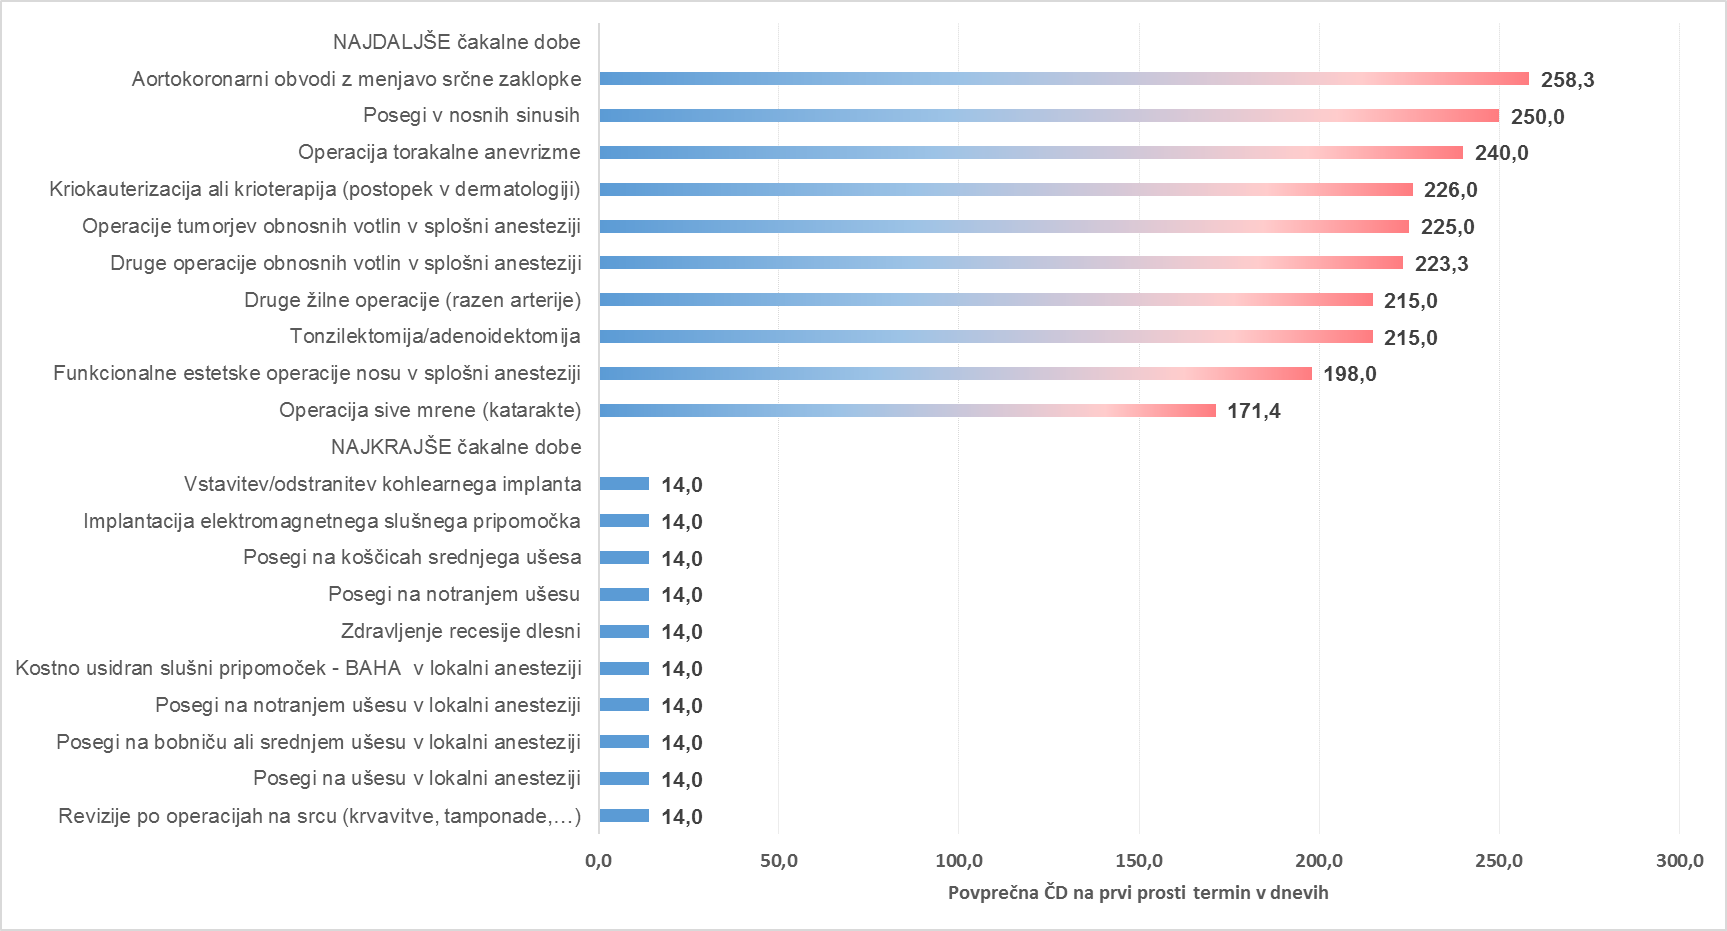 NAJDALJŠE čakalne dobe
Aortokoronarni obvodi z menjavo srčne zaklopke 258,3
Posegi v nosnih sinusih 250,0
Operacija torakalne anevrizme 240,0
Kriokauterizacija ali krioterapija (postopek v dermatologiji) 226,0
Operacije tumorjev obnosnih votlin v splošni anesteziji 225,0
Druge operacije obnosnih votlin v splošni anesteziji 223,3
Druge žilne operacije (razen arterije) 215,0
Tonzilektomija/adenoidektomija 215,0
Funkcionalne estetske operacije nosu v splošni anesteziji 198,0
Operacija sive mrene (katarakte) 171,4
NAJKRAJŠE čakalne dobe
Vstavitev/odstranitev kohlearnega implanta 14,0
Implantacija elektromagnetnega slušnega pripomočka 14,0
Posegi na koščicah srednjega ušesa 14,0
Posegi na notranjem ušesu 14,0
Zdravljenje recesije dlesni 14,0
Kostno usidran slušni pripomoček - BAHA  v lokalni anesteziji 14,0
Posegi na notranjem ušesu v lokalni anesteziji 14,0
Posegi na bobniču ali srednjem ušesu v lokalni anesteziji 14,0
Posegi na ušesu v lokalni anesteziji 14,0
Revizije po operacijah na srcu (krvavitve, tamponade,…) 14,0
0,0 50,0 100,0 150,0 200,0 250,0 300,0
Povprečna ČD na prvi prosti termin v dnevih